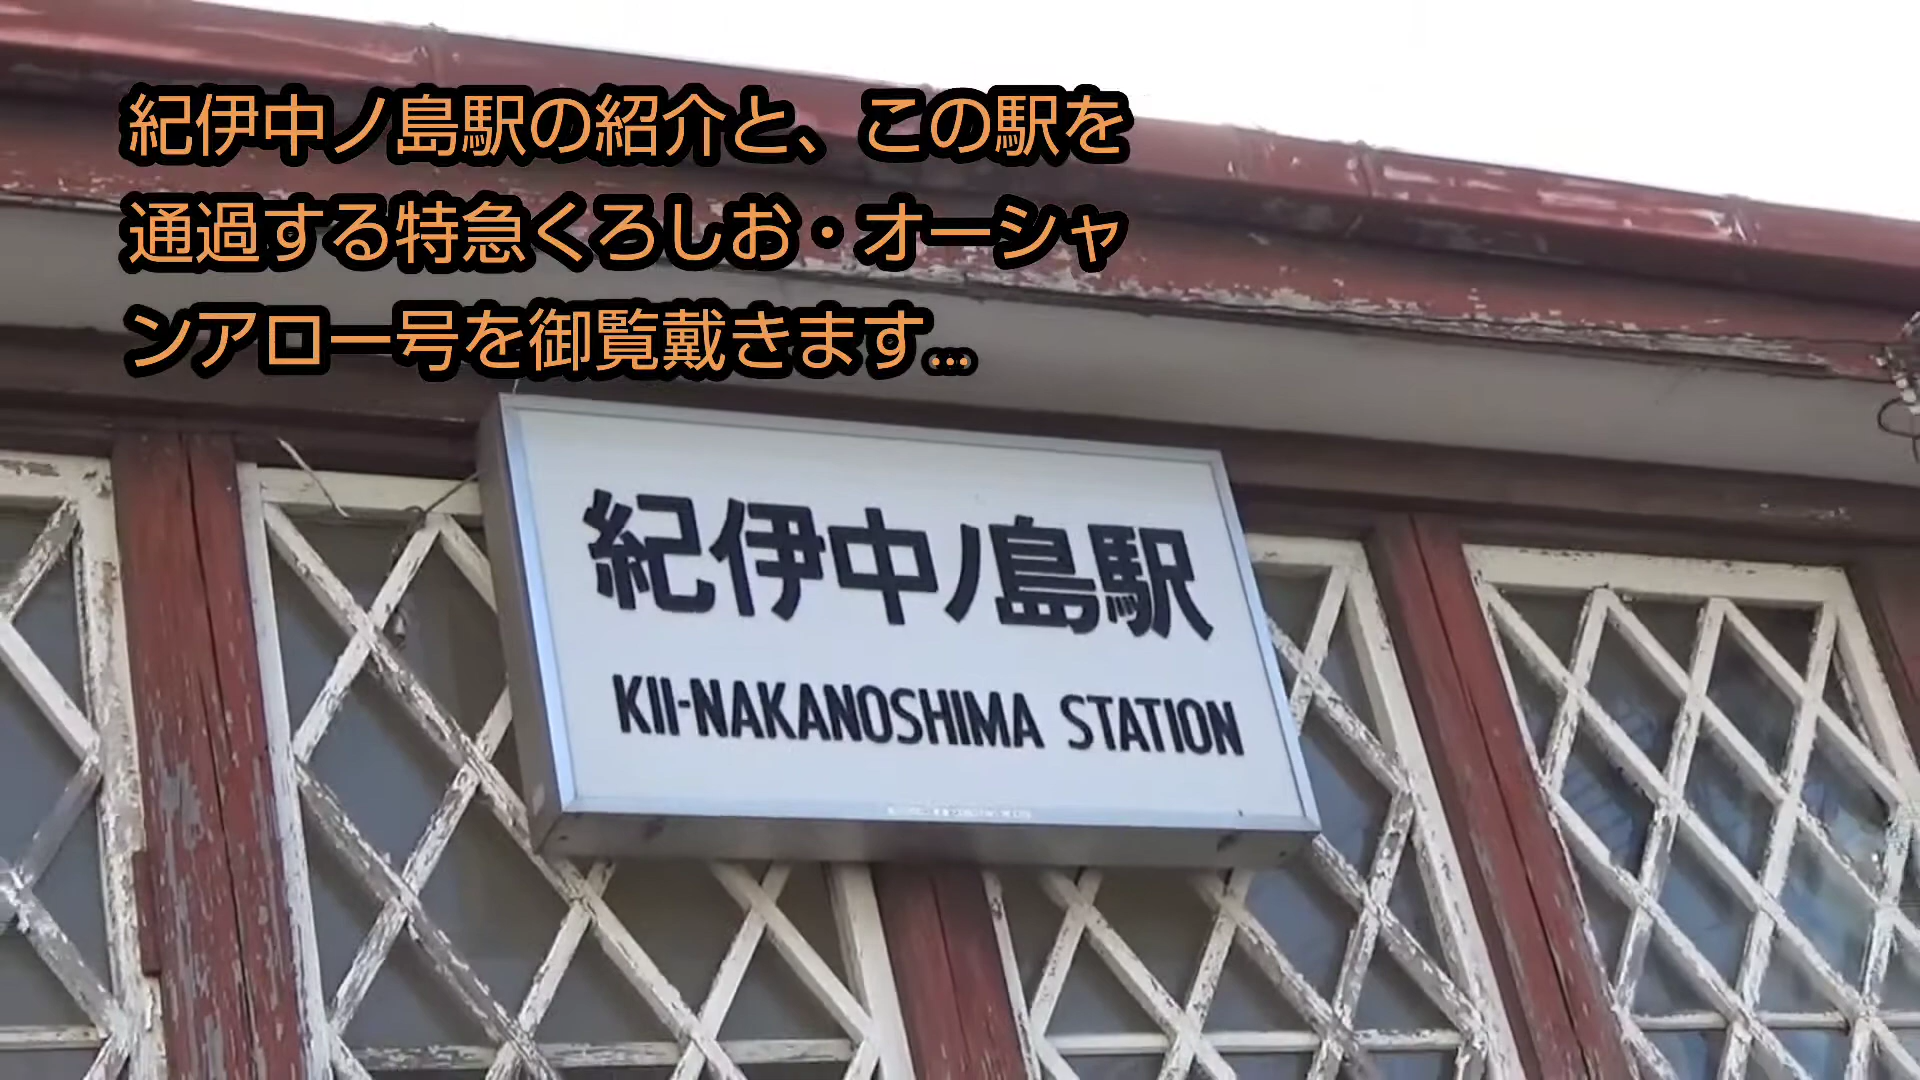 紀伊中ノ島駅の紹介と、この駅を
通過する特急くろしお・オーシャ
ンアロー号を御覧戴きます...
紀伊中ノ島駅
KII-NAKANOSHIMA STATION